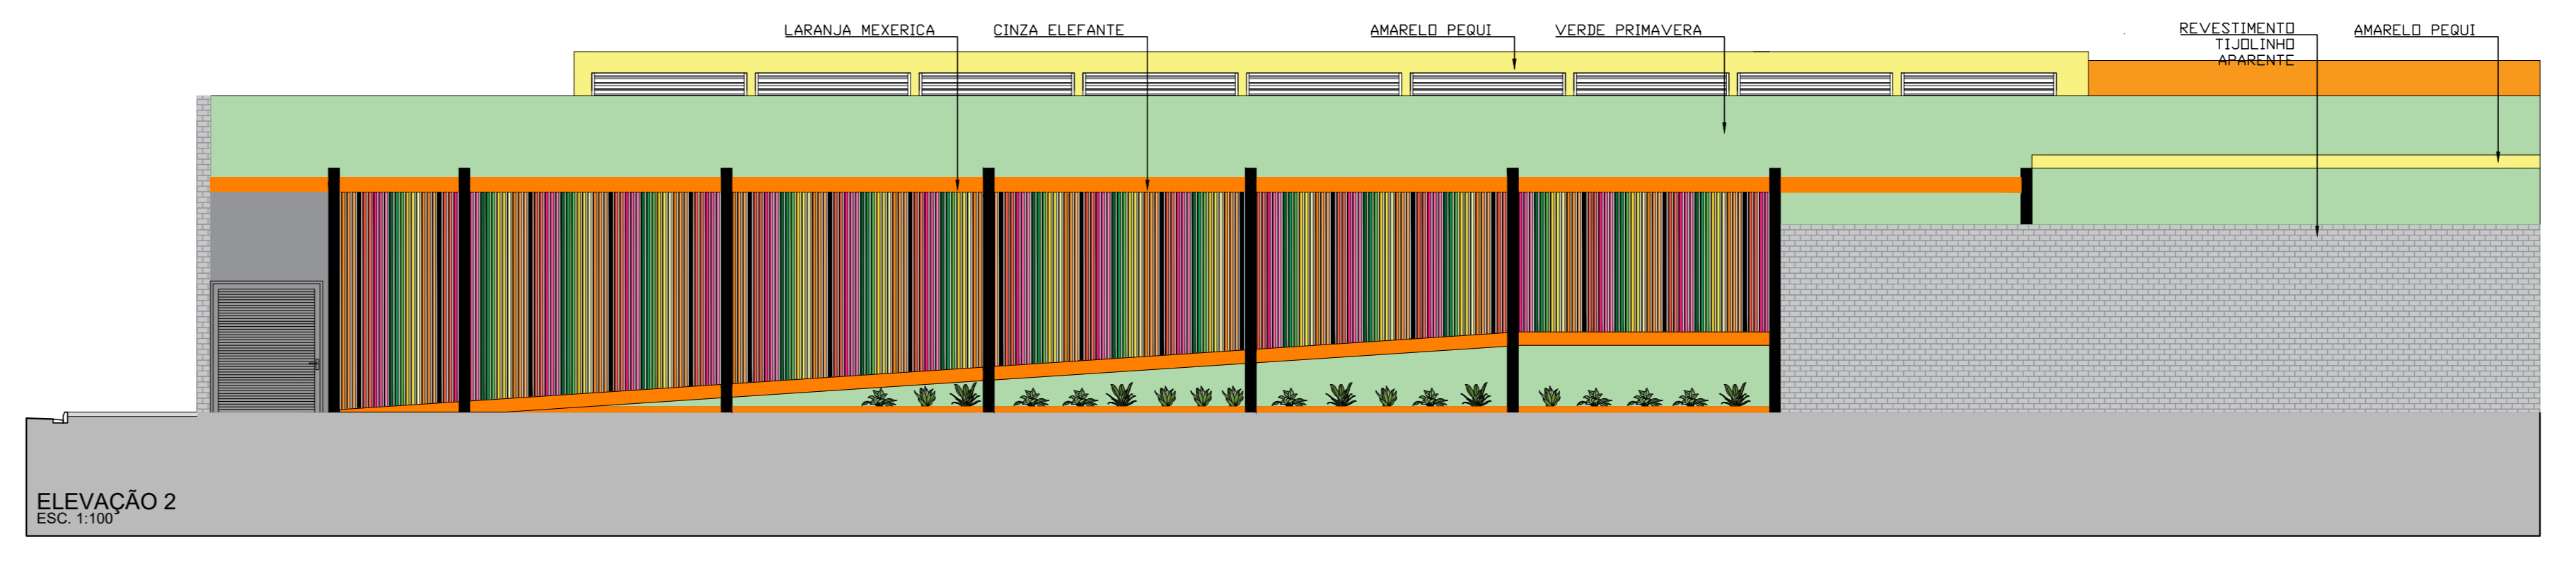 LARANJA MEXERICA
CINZA ELEFANTE
AMARELO PEQUI
VERDE PRIMAVERA
REVESTIMENTO
TIJOLINHO
APARENTE
AMARELO PEQUI
ELEVAÇÃO 2
ESC. 1:100